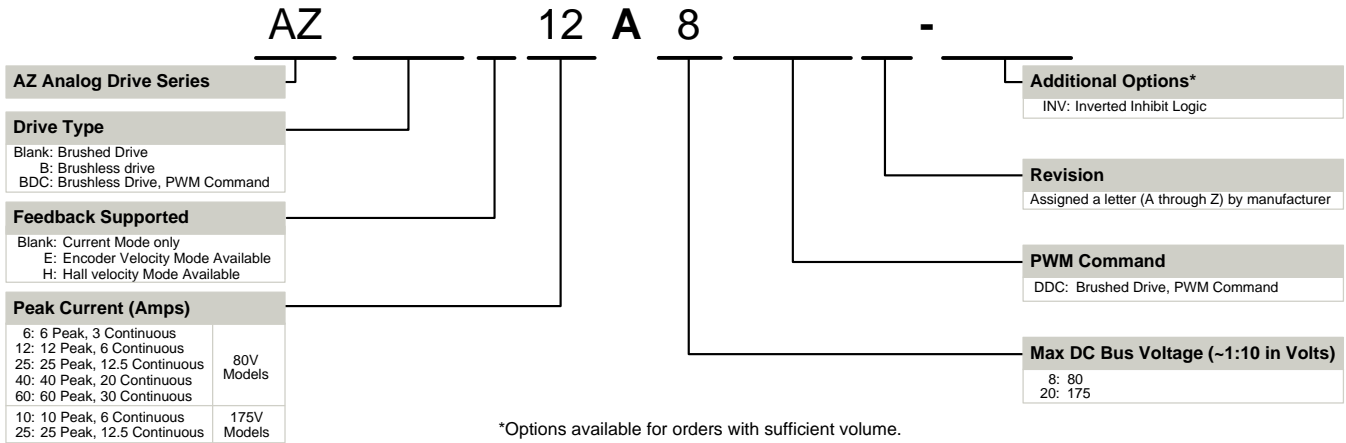 AZ 12 A 8 -
AZ Analog Drive Series
Drive Type
Blank: Brushed Drive
B: Brushless drive
BDC: Brushless Drive, PWM Command
Feedback Supported
Blank: Current Mode only
E: Encoder Velocity Mode Available
H: Hall velocity Mode Available
Peak Current (Amps)
6: 6 Peak, 3 Continuous
12: 12 Peak, 6 Continuous
25: 25 Peak, 12.5 Continuous
40: 40 Peak, 20 Continuous
60: 60 Peak, 30 Continuous
80V
Models
10: 10 Peak, 6 Continuous
25: 25 Peak, 12.5 Continuous
175V
Models
Additional Options*
INV: Inverted Inhibit Logic
Revision
Assigned a letter (A through Z) by manufacturer
PWM Command
DDC: Brushed Drive, PWM Command
Max DC Bus Voltage (~1:10 in Volts)
8: 80
20: 175
*Options available for orders with sufficient volume.